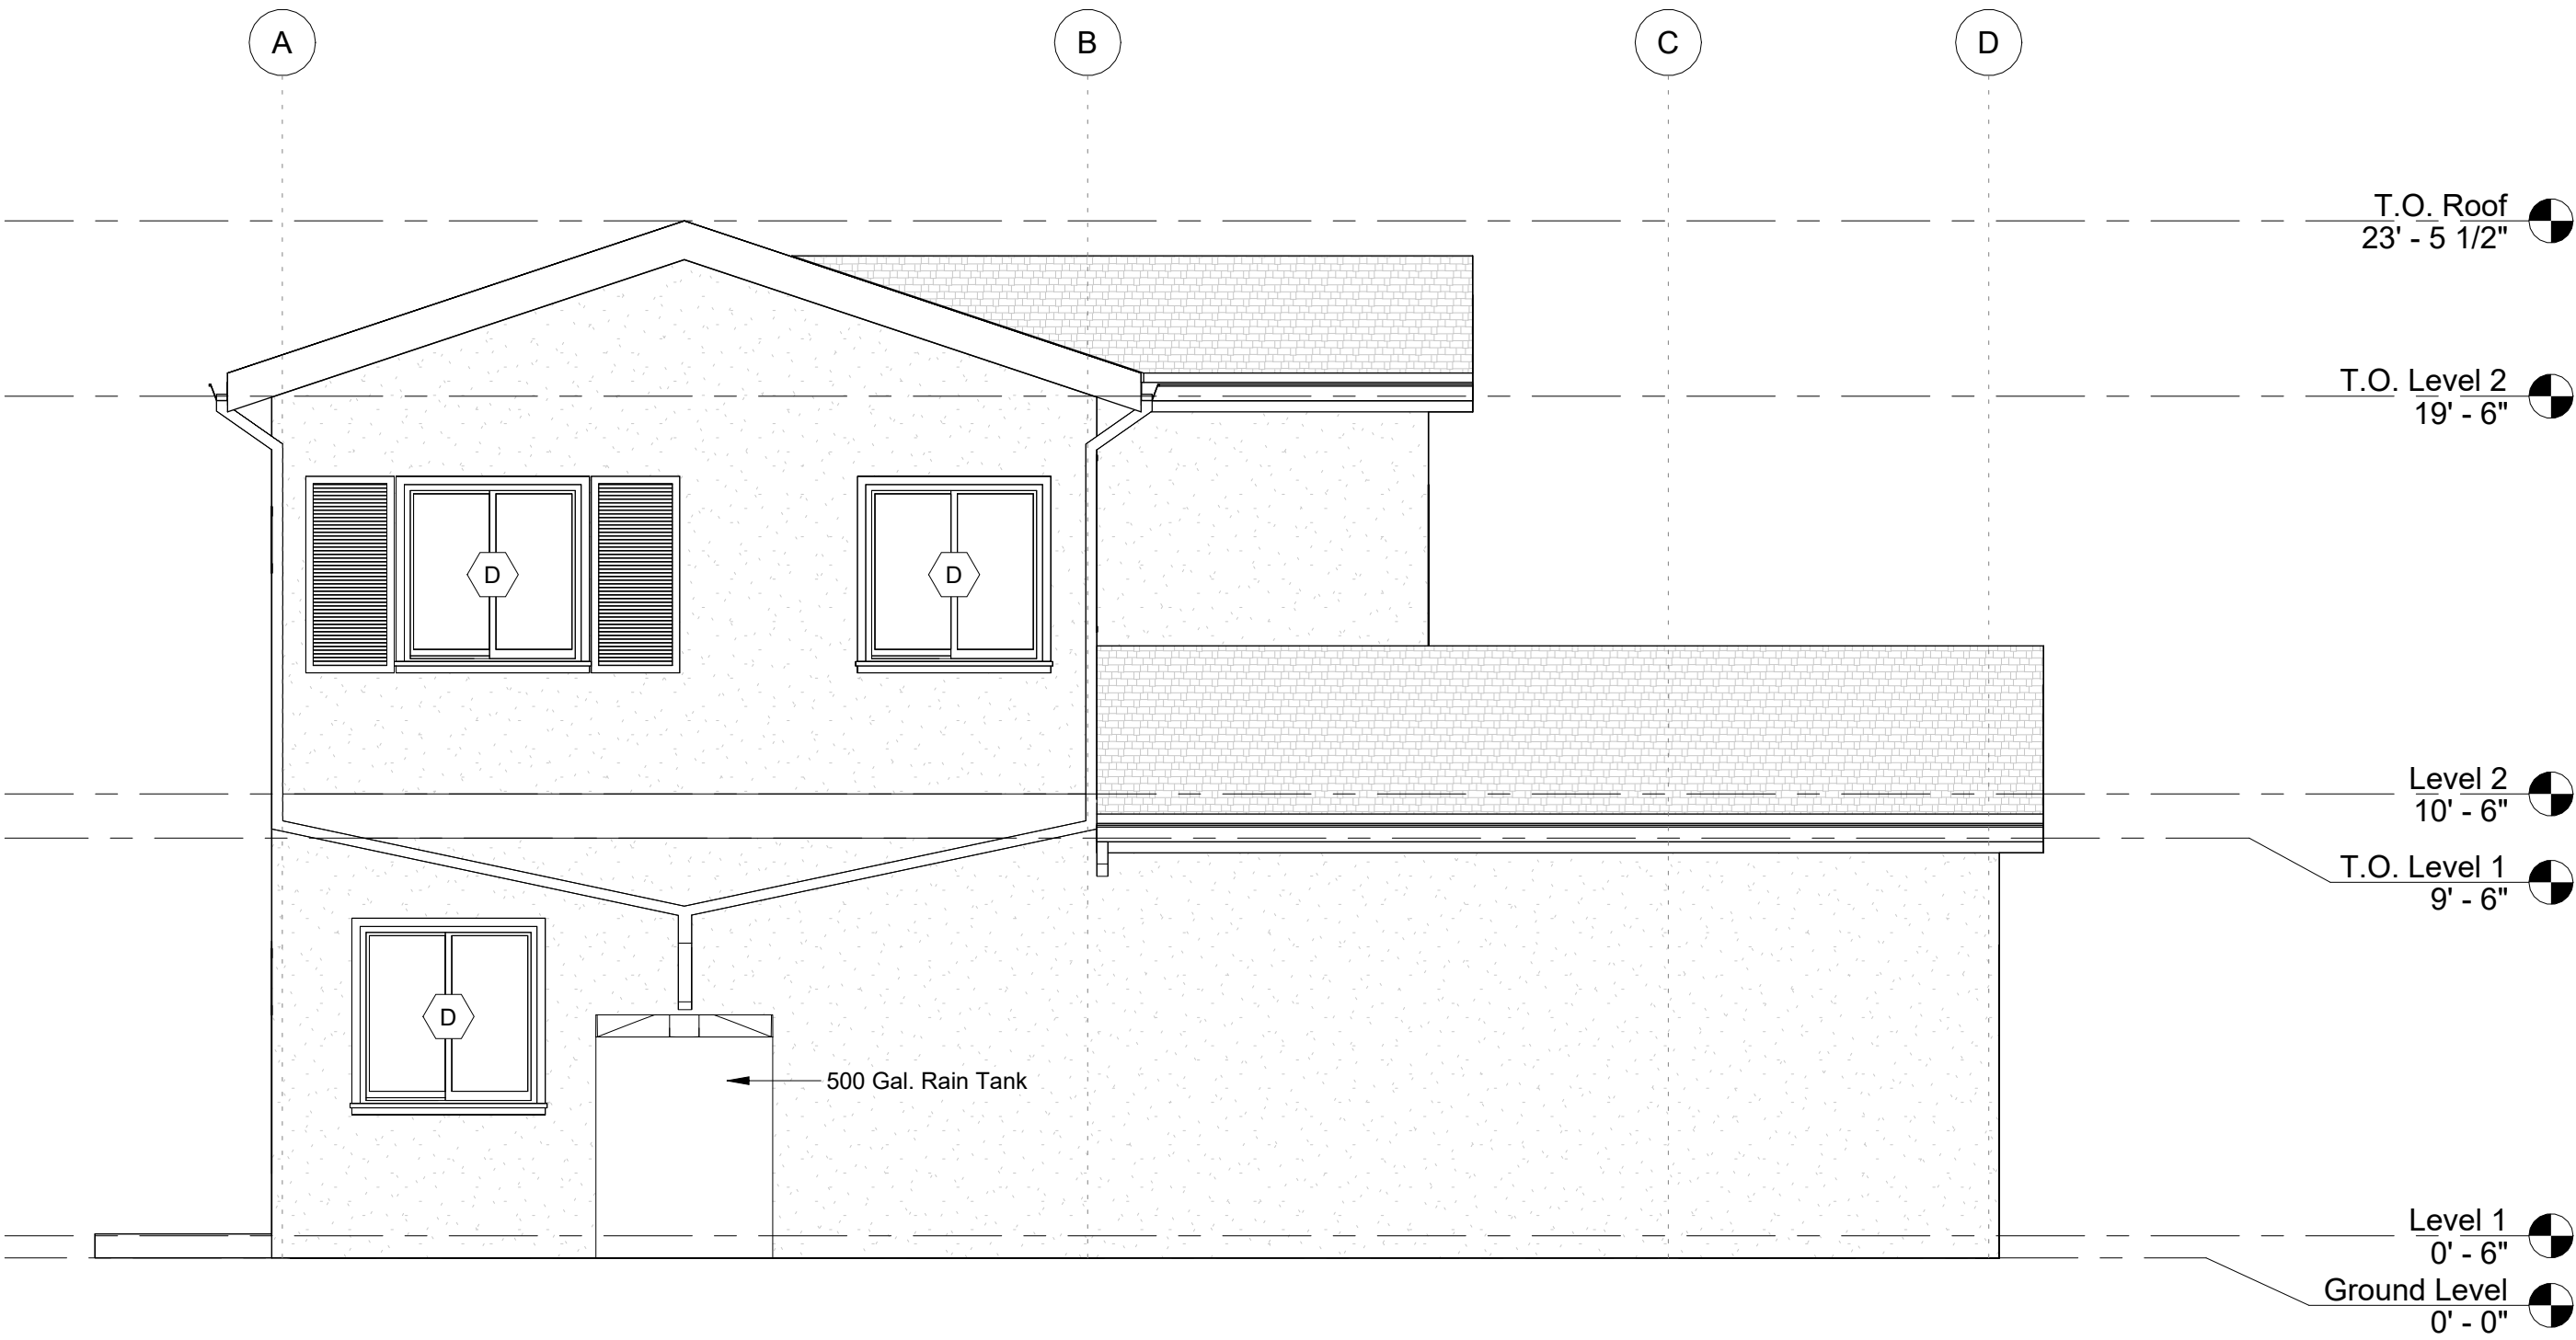 A
B
C
D
T.O. Roof
23' - 5 1/2"
T.O. Level 2
19' - 6"
D
D
Level 2
10' - 6"
T.O. Level 1
9' - 6"
D
500 Gal. Rain Tank
Level 1
0' - 6"
Ground Level
0' - 0"